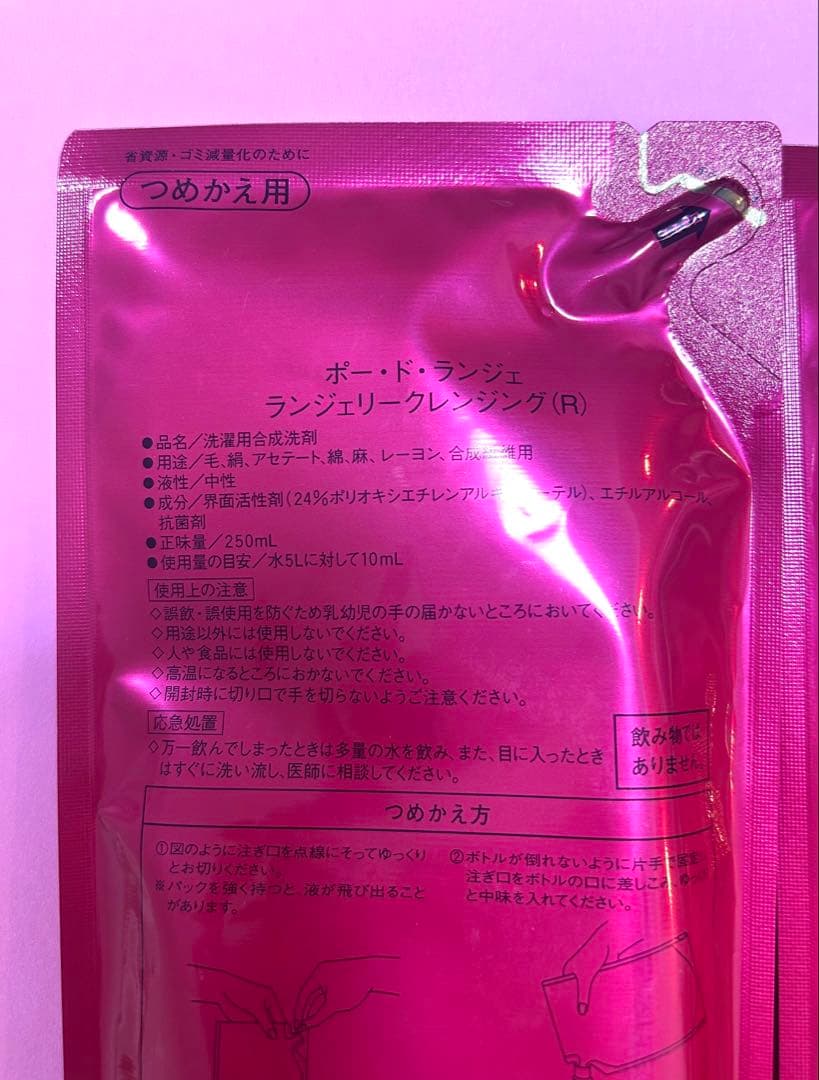 省資源・ゴミ減量化のために
つめかえ用
ポー・ド・ランジェ
ランジェリークレンジング(R)
●品名／洗濯用合成洗剤
●用途／毛、絹、アセテート、綿、麻、レーヨン、合成繊維用
●液性／中性
●成分／界面活性剤(24%ポリオキシエチレンアルキ ーテル)、エチルアルコール、
抗菌剤
●正味量／250mL
●使用量の目安／水5Lに対して10mL
使用上の注意
◇誤飲・誤使用を防ぐため乳幼児の手の届かないところにおいてください。
◇用途以外には使用しないでください。
◇人や食品には使用しないでください。
◇高温になるところにおかないでください。
◇開封時に切り口で手を切らないようご注意ください。
応急処置
◇万一飲んでしまったときは多量の水を飲み、また、目に入ったとき
はすぐに洗い流し、医師に相談してください。
飲み物では
ありません。
つめかえ方
①図のように注ぎ口を点線にそってゆっくり
とお切りください。
※パックを強く持つと、液が飛び出ること
があります。
②ボトルが倒れないように片手で固定
注ぎ口をボトルの口に差しこみ、ゆっくり
と中味を入れてください。